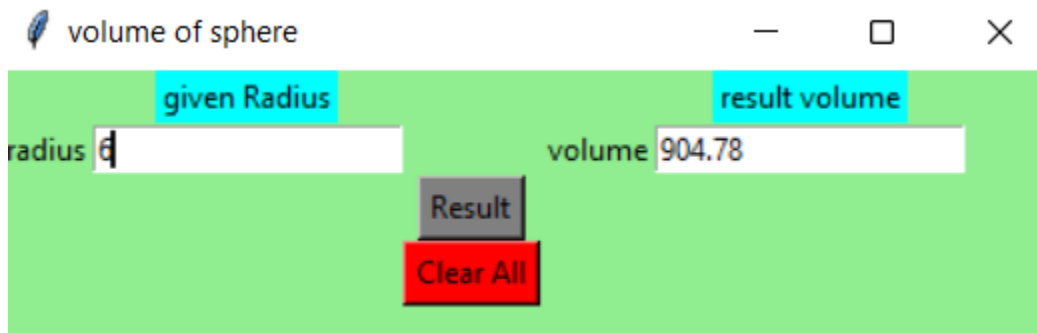 volume of sphere
given Radius result volume
radius 6 volume 904.78
Result
Clear All